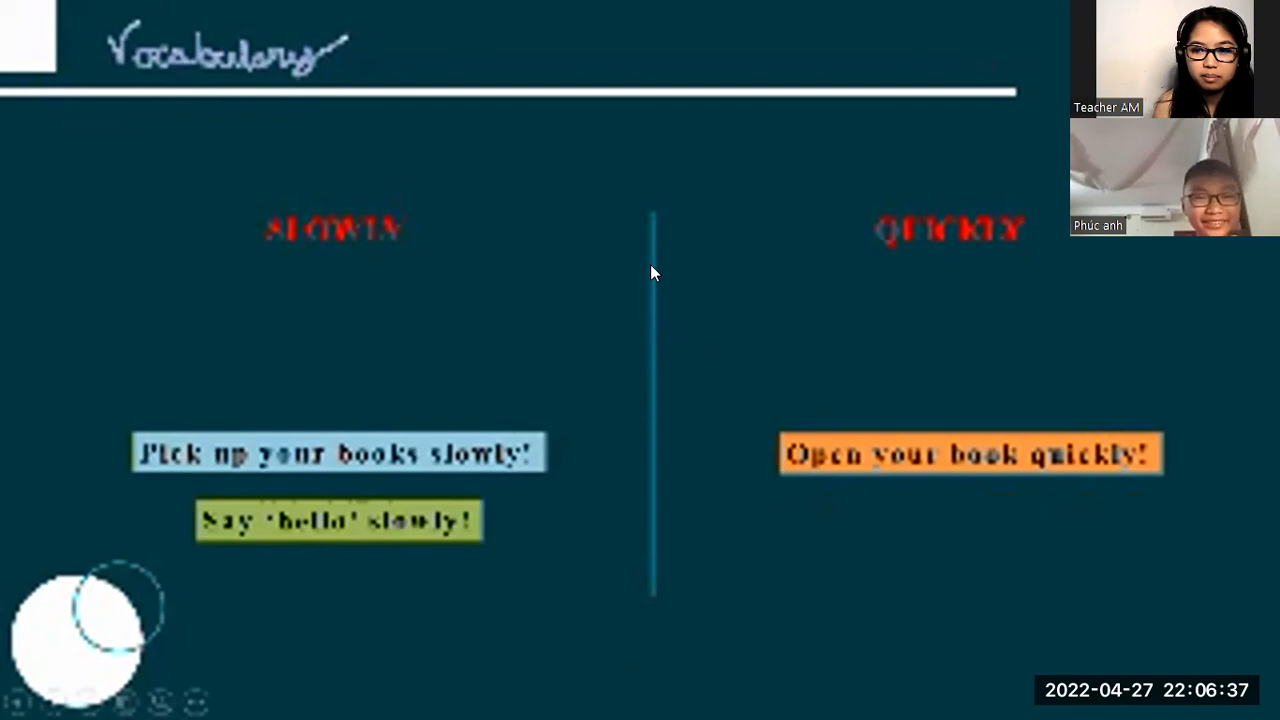 Vocabulary
Teacher AM
Phúc anh
SLOWLY
QUICKLY
Pick up your books slowly!
Open your book quickly!
Say 'hello' slowly!
2022-04-27 22:06:37